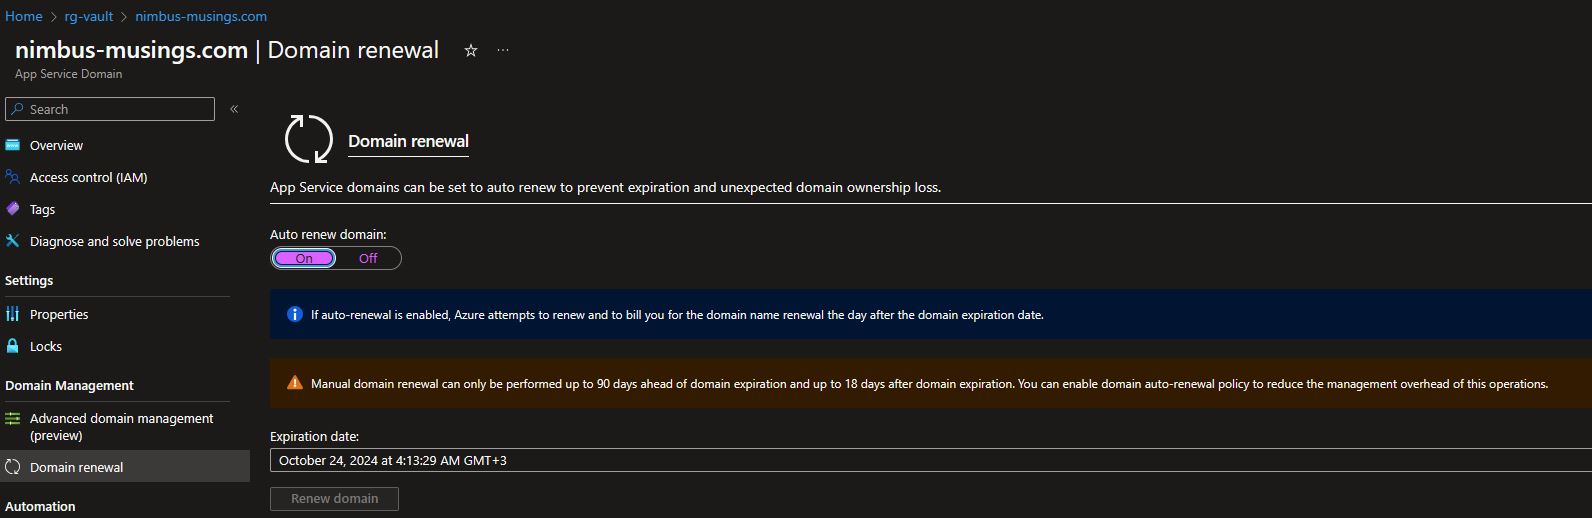 Home > rg-vault > nimbus-musings.com
nimbus-musings.com | Domain renewal
App Service Domain
Search
Overview
Access control (IAM)
Tags
Diagnose and solve problems
Settings
Properties
Locks
Domain Management
Advanced domain management
(preview)
Domain renewal
Automation
Domain renewal
App Service domains can be set to auto renew to prevent expiration and unexpected domain ownership loss.
Auto renew domain:
On Off
If auto-renewal is enabled, Azure attempts to renew and to bill you for the domain name renewal the day after the domain expiration date.
Manual domain renewal can only be performed up to 90 days ahead of domain expiration and up to 18 days after domain expiration. You can enable domain auto-renewal policy to reduce the management overhead of this operations.
Expiration date:
October 24, 2024 at 4:13:29 AM GMT+3
Renew domain